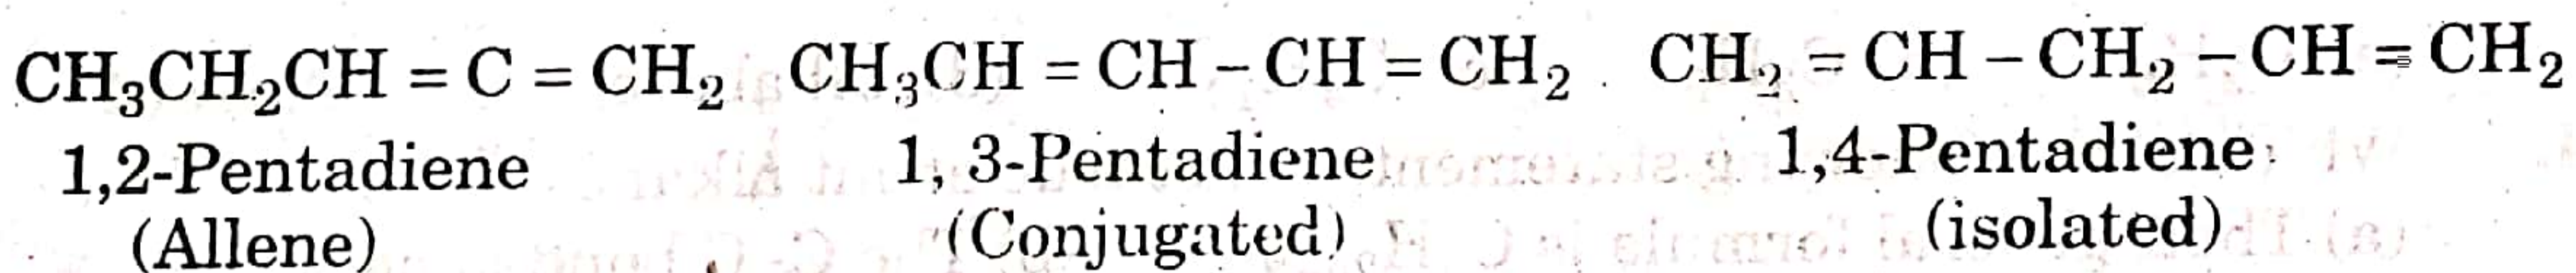 CH₃CH₂CH = C = CH₂ CH₃CH = CH – CH = CH₂ . CH₂ = CH – CH₂ – CH = CH₂
1,2-Pentadiene 1, 3-Pentadiene 1,4-Pentadiene
(Allene) (Conjugated) (isolated)